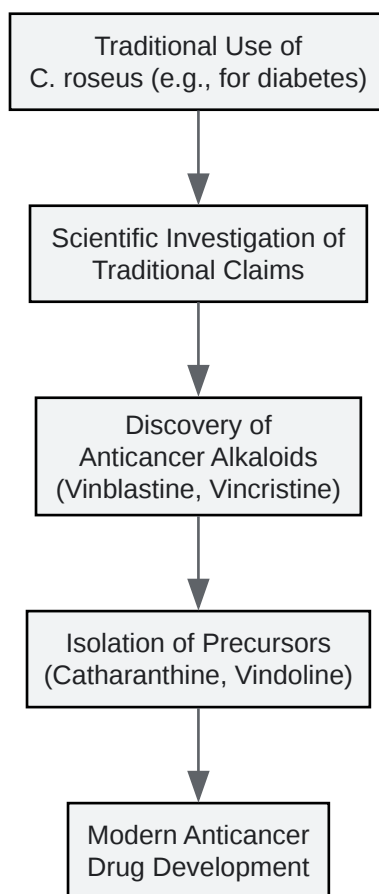 Traditional Use of
C. roseus (e.g., for diabetes)
Scientific Investigation of
Traditional Claims
Discovery of
Anticancer Alkaloids
(Vinblastine, Vincristine)
Isolation of Precursors
(Catharanthine, Vindoline)
Modern Anticancer
Drug Development